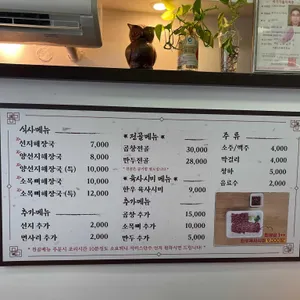 식사메뉴
선지해장국 7,000
양선지해장국 8,000
양선지해장국 (특) 10,000
소목뼈해장국 10,000
소목뼈해장국 (특) 12,000
추가메뉴
선지 추가 2,000
면사리 추가 2,000
* 전골메뉴 *
곱창전골 30,000
만두전골 28,000
* 육사시미메뉴 *
한우 육사시미 9,000
추가메뉴
곱창 추가 15,000
소목뼈 추가 10,000
만두 추가 5,000
주 류
소주/맥주 4,000
막걸리 4,000
청하 5,000
음료수 2,000